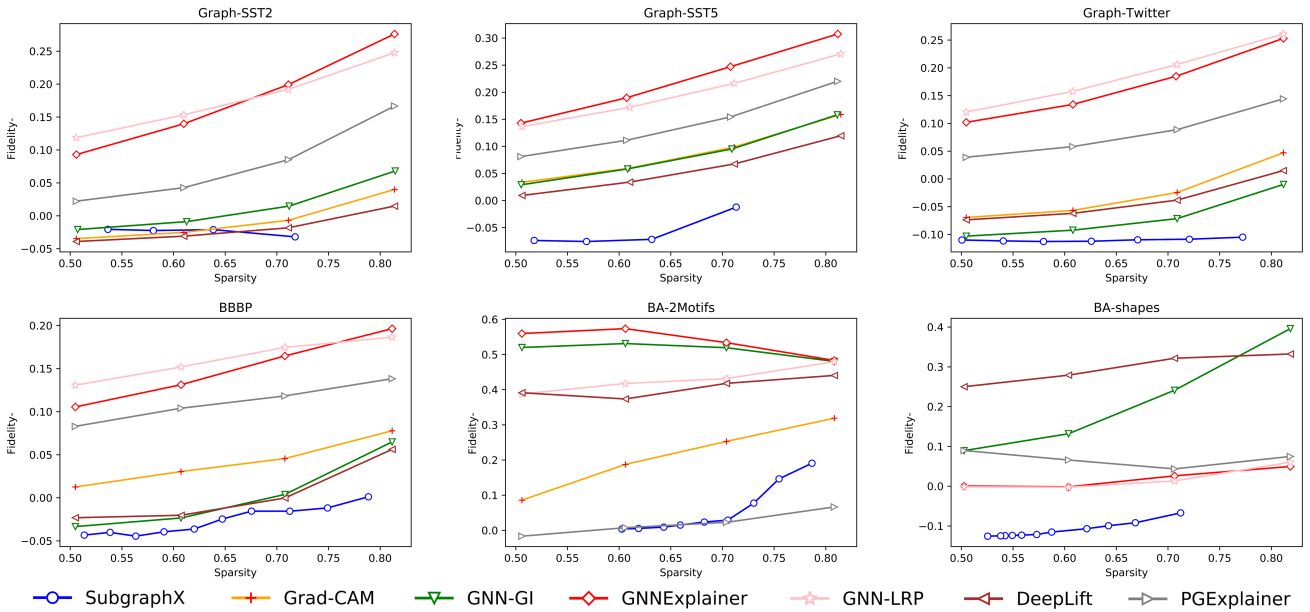 Graph-SST2
Graph-SST5
Graph-Twitter
Fidelity-
0.25
0.20
0.15
0.10
0.05
0.00
−0.05
0.50 0.55 0.60 0.65 0.70 0.75 0.80
Sparsity
Fidelity-
0.30
0.25
0.20
0.15
0.10
0.05
0.00
−0.05
0.50 0.55 0.60 0.65 0.70 0.75 0.80
Sparsity
Fidelity-
0.25
0.20
0.15
0.10
0.05
0.00
−0.05
−0.10
0.50 0.55 0.60 0.65 0.70 0.75 0.80
Sparsity
BBBP
BA-2Motifs
BA-shapes
Fidelity-
0.20
0.15
0.10
0.05
0.00
−0.05
0.50 0.55 0.60 0.65 0.70 0.75 0.80
Sparsity
Fidelity-
0.6
0.5
0.4
0.3
0.2
0.1
0.0
0.50 0.55 0.60 0.65 0.70 0.75 0.80
Sparsity
Fidelity-
0.4
0.3
0.2
0.1
0.0
−0.1
0.50 0.55 0.60 0.65 0.70 0.75 0.80
Sparsity
SubgraphX Grad-CAM GNN-GI GNNExplainer GNN-LRP DeepLift PGExplainer